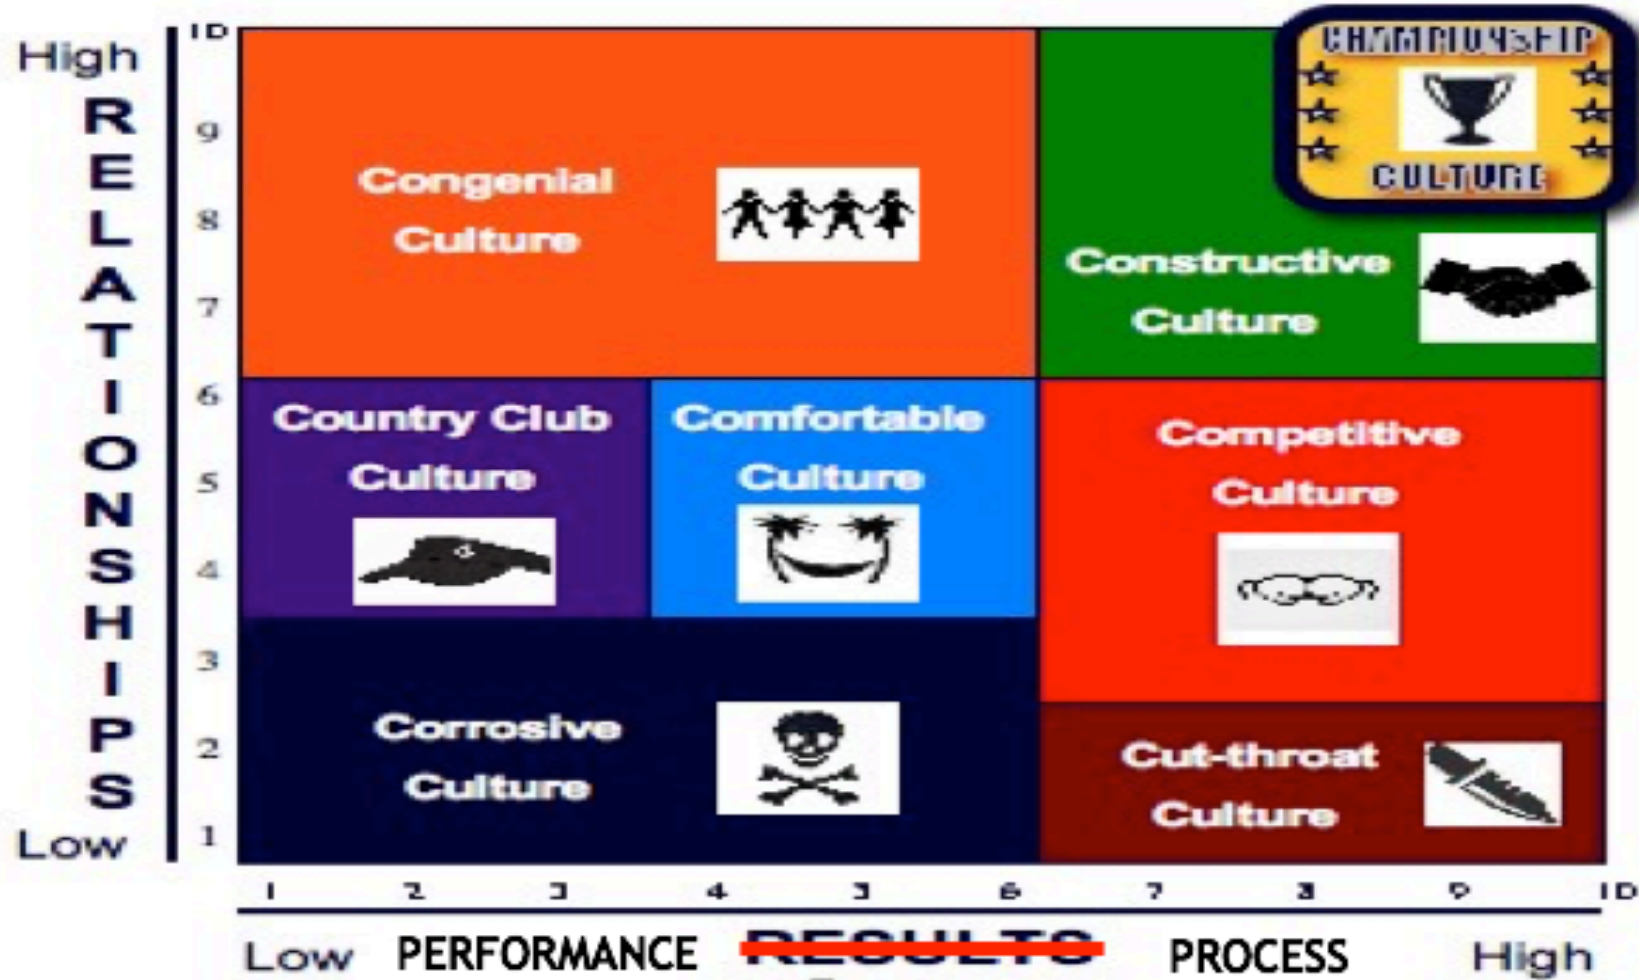 High
RELATIONSHIPS
Low
10
9
8
7
6
5
4
3
2
1
CHAMPIONSHIP
CULTURE
Congenial
Culture
Constructive
Culture
Country Club
Culture
Comfortable
Culture
Competitive
Culture
Corrosive
Culture
Cut-throat
Culture
1 2 3 4 5 6 7 8 9 10
Low PERFORMANCE RESULTS PROCESS High